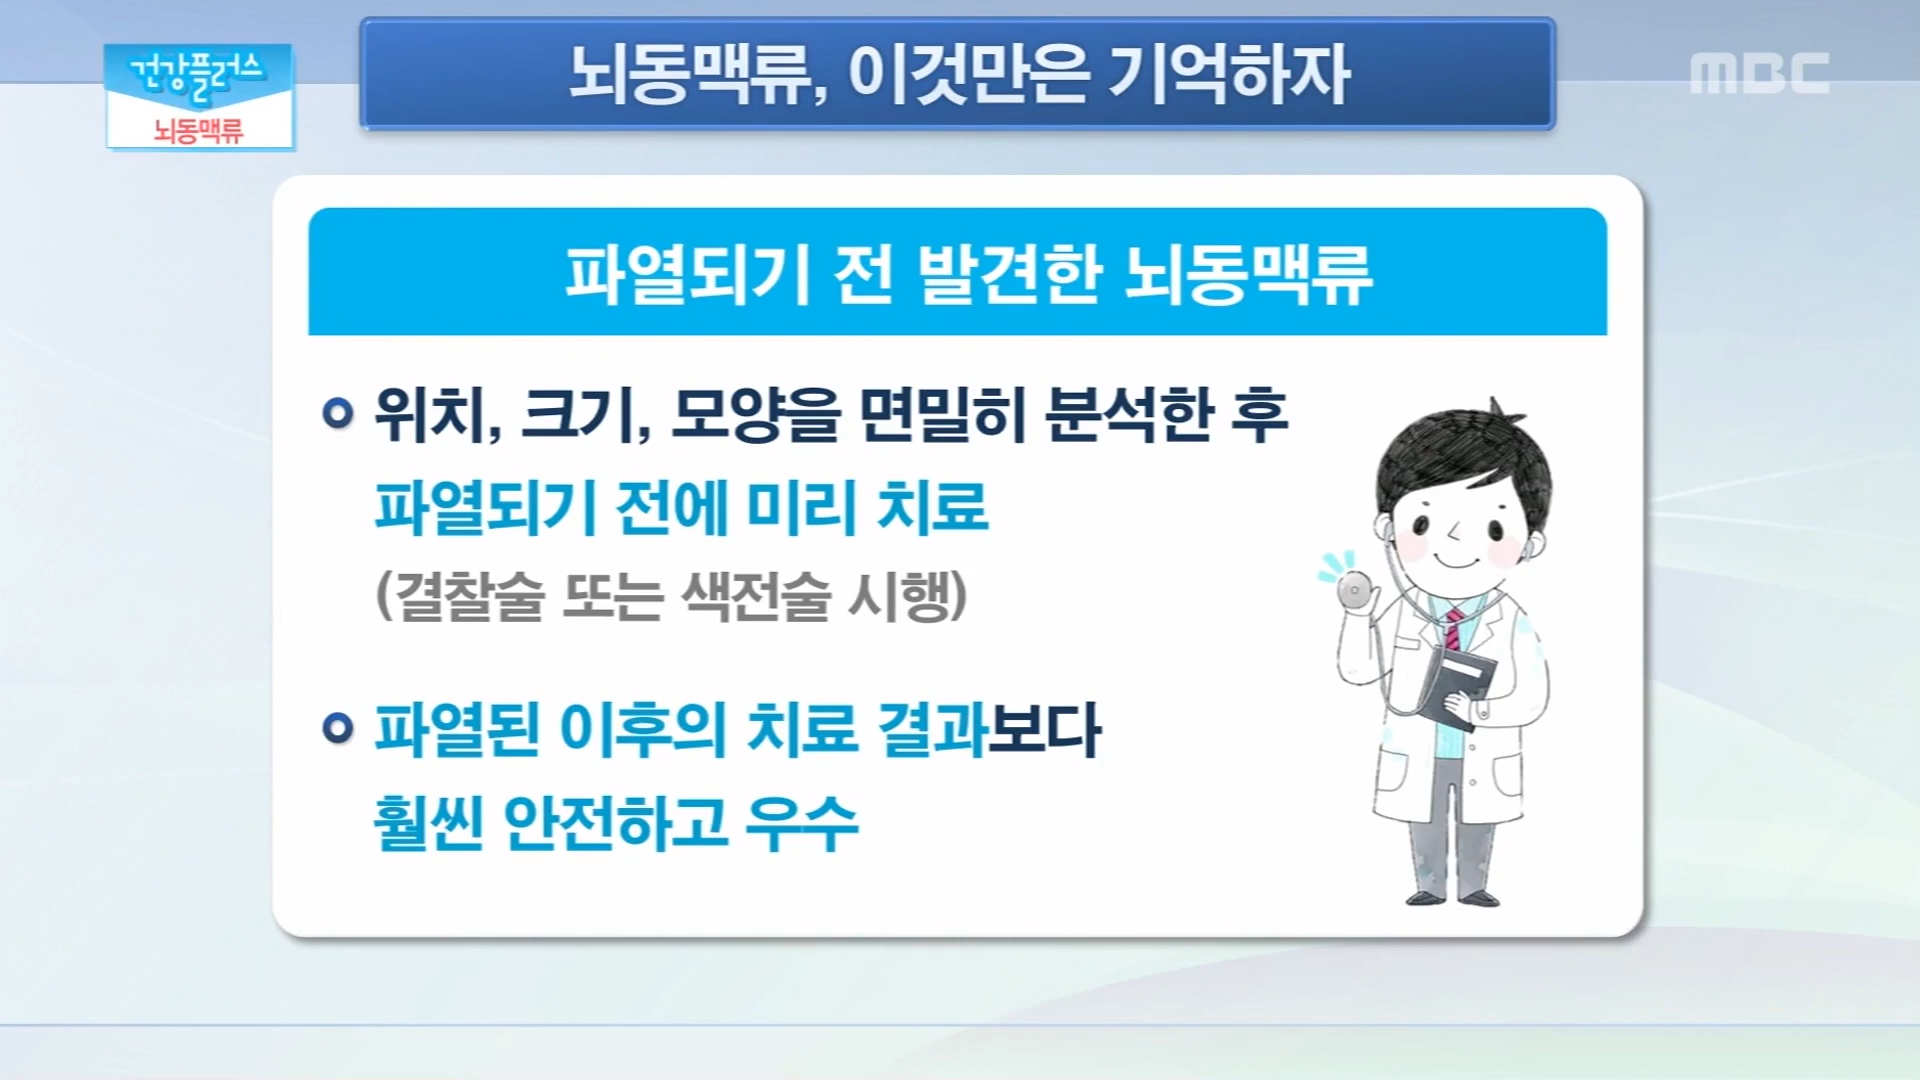 건강플러스
뇌동맥류
뇌동맥류, 이것만은 기억하자
MBC
파열되기 전 발견한 뇌동맥류
위치, 크기, 모양을 면밀히 분석한 후
파열되기 전에 미리 치료
(결찰술 또는 색전술 시행)
파열된 이후의 치료 결과보다
훨씬 안전하고 우수